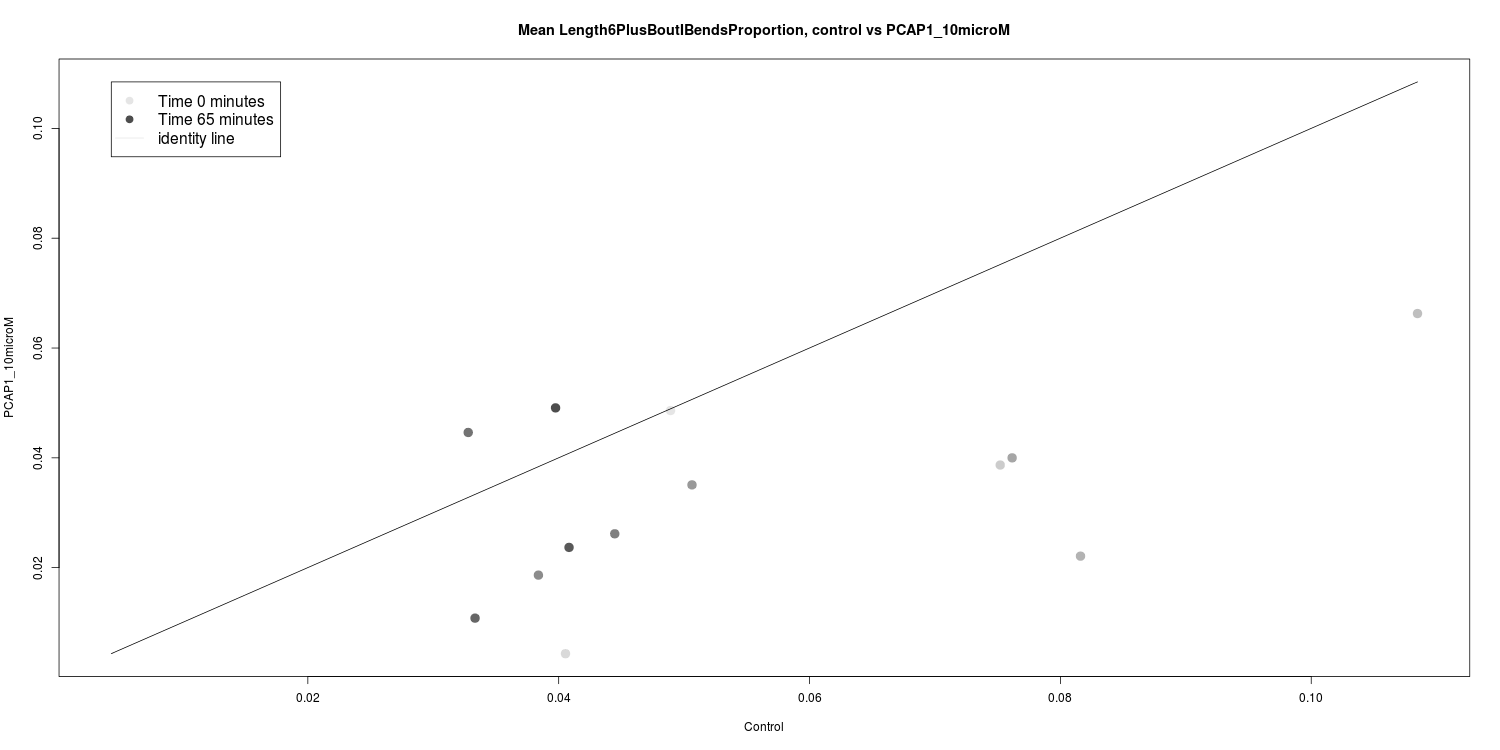 Mean Length6PlusBoutlBendsProportion, control vs PCAP1_10microM
Time 0 minutes
Time 65 minutes
identity line
PCAP1_10microM
0.10
0.08
0.06
0.04
0.02
0.02
0.04
0.06
0.08
0.10
Control